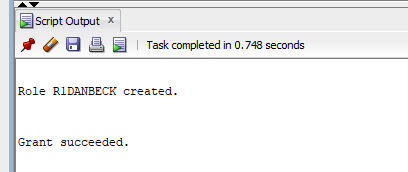 Script Output x
Task completed in 0.748 seconds
Role R1DANBECK created.
Grant succeeded.